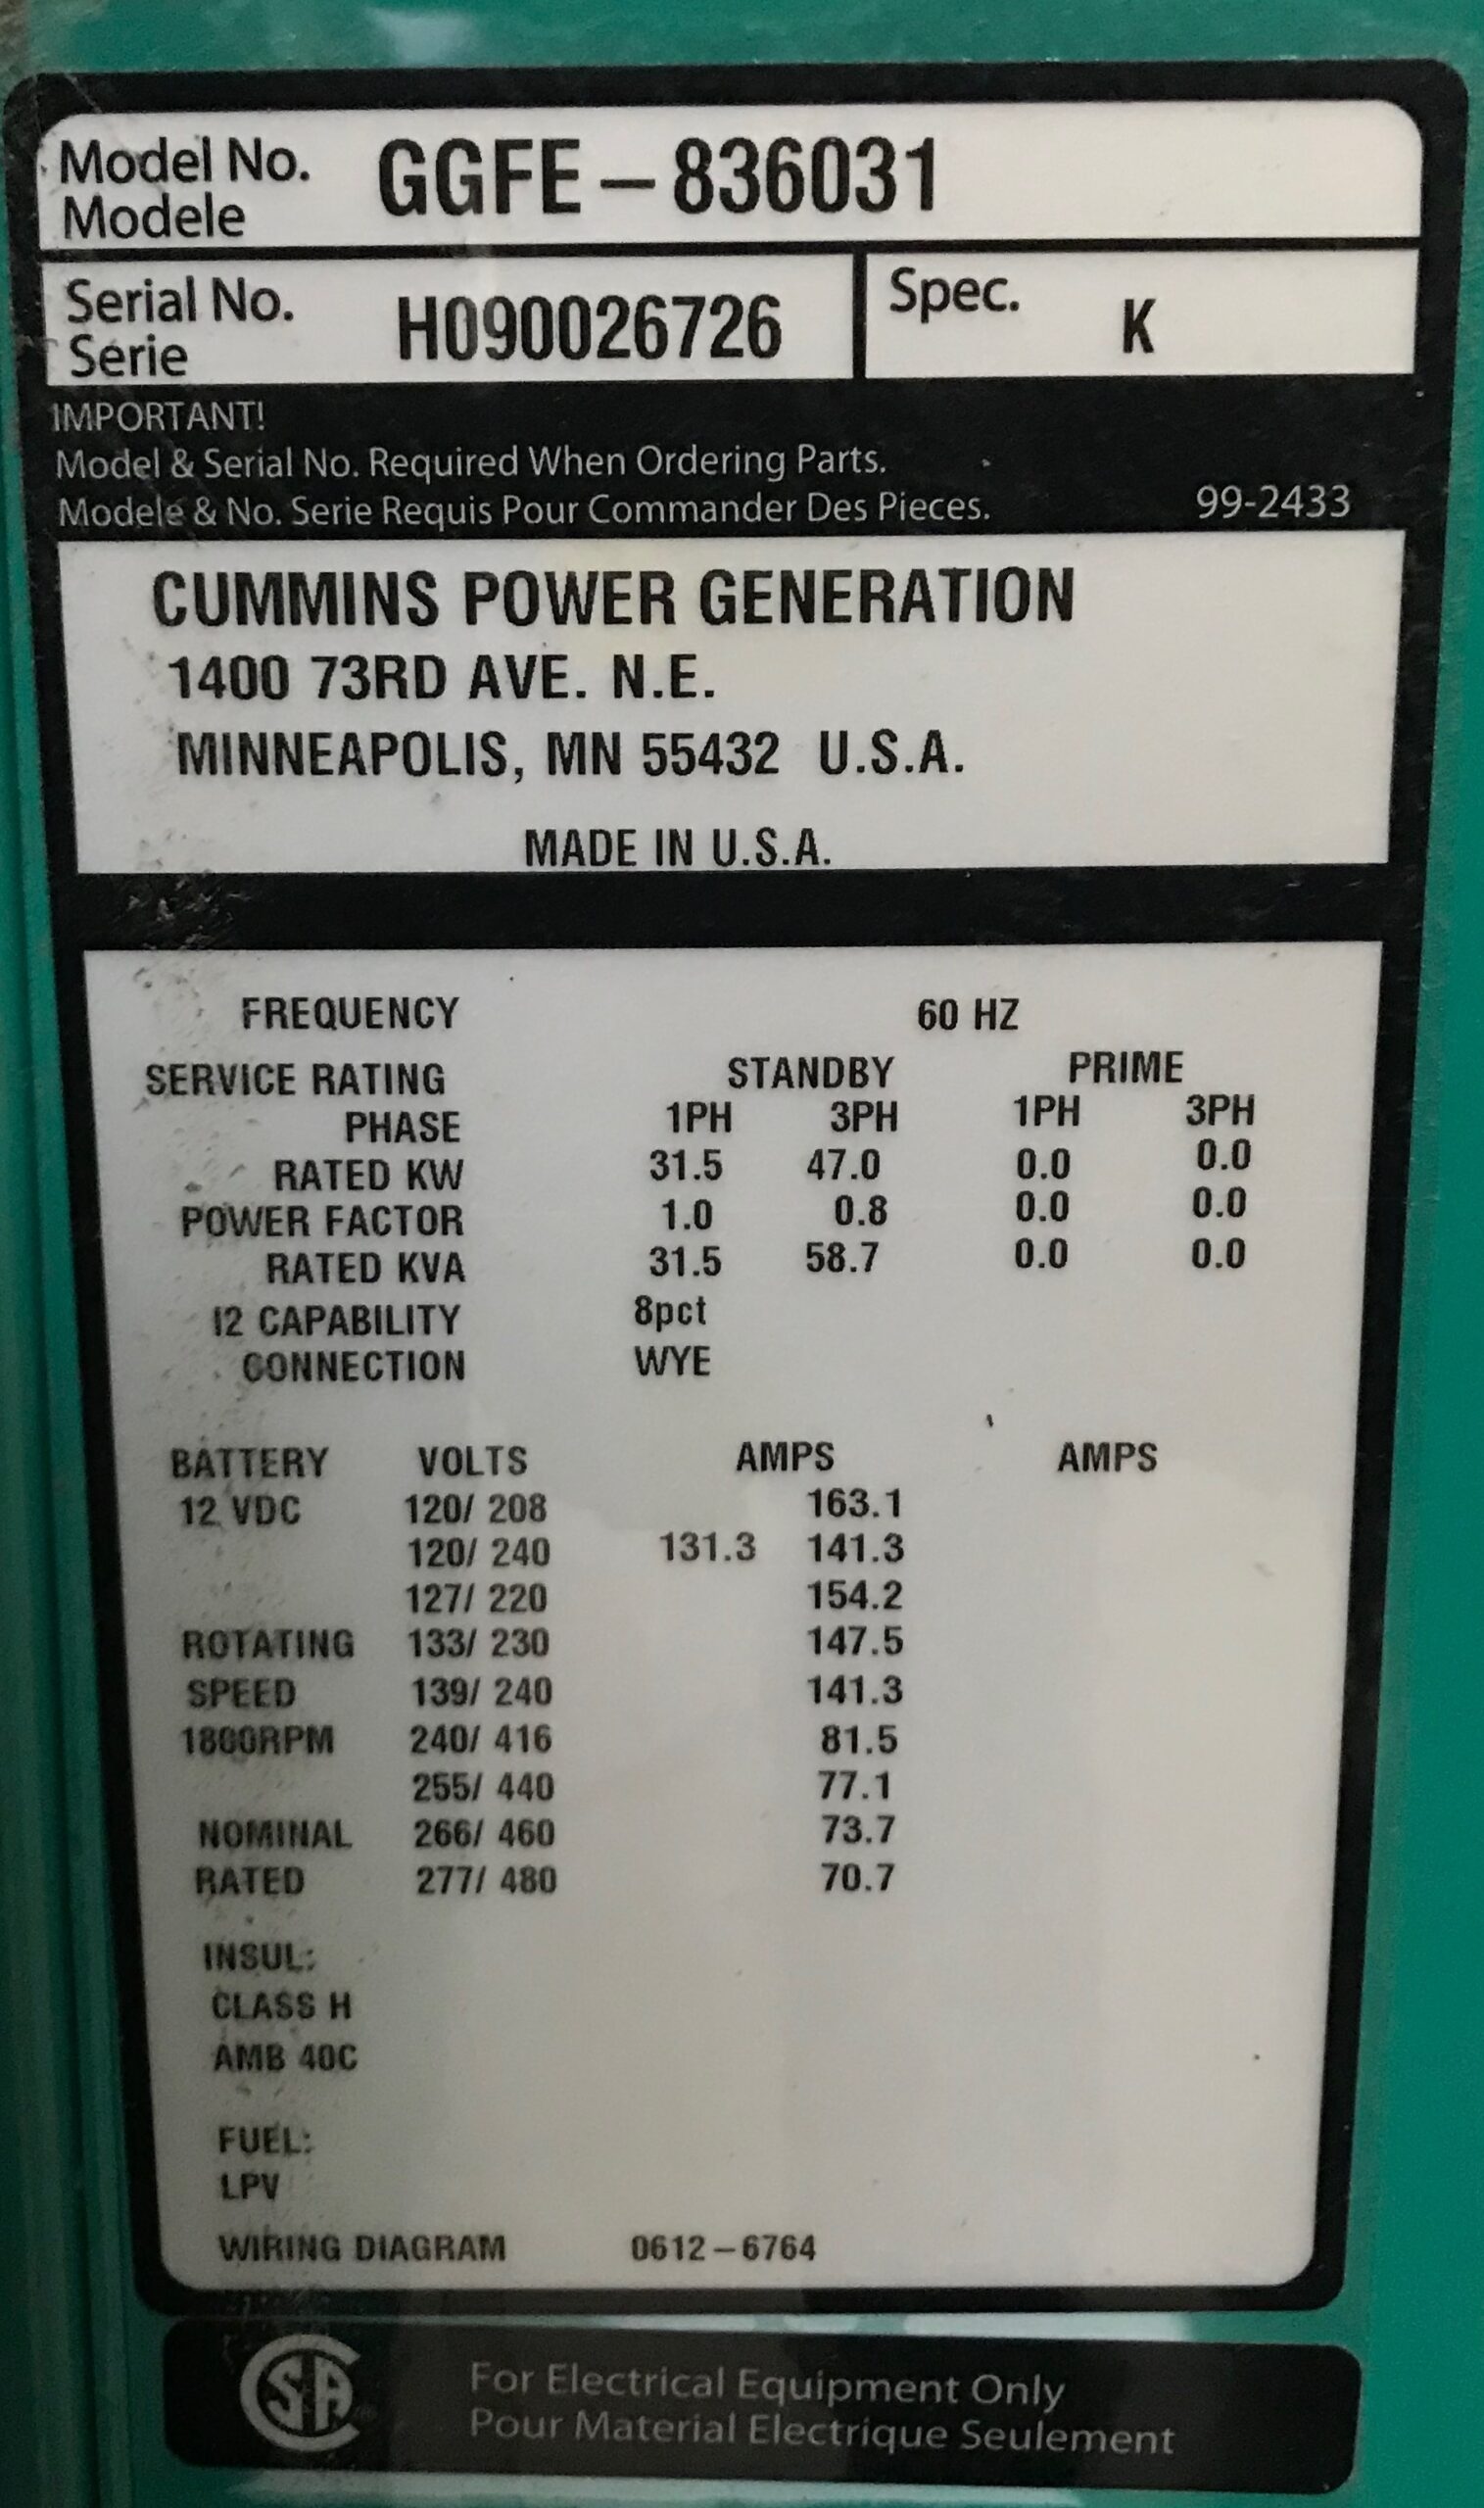 Model No. GGFE-836031
Modele
Serial No. H090026726 Spec. K
Serie
IMPORTANT!
Model & Serial No. Required When Ordering Parts.
Modele & No. Serie Requis Pour Commander Des Pieces. 99-2433
CUMMINS POWER GENERATION
1400 73RD AVE. N.E.
MINNEAPOLIS, MN 55432 U.S.A.
MADE IN U.S.A.
FREQUENCY 60 HZ
SERVICE RATING STANDBY PRIME
PHASE 1PH 3PH 1PH 3PH
RATED KW 31.5 47.0 0.0 0.0
POWER FACTOR 1.0 0.8 0.0 0.0
RATED KVA 31.5 58.7 0.0 0.0
I2 CAPABILITY 8pct
CONNECTION WYE
BATTERY VOLTS AMPS AMPS
12 VDC 120/ 208 163.1
120/ 240 131.3 141.3
127/ 220 154.2
ROTATING 133/ 230 147.5
SPEED 139/ 240 141.3
1800RPM 240/ 416 81.5
255/ 440 77.1
NOMINAL 266/ 460 73.7
RATED 277/ 480 70.7
INSUL:
CLASS H
AMB 40C
FUEL:
LPV
WIRING DIAGRAM 0612-6764
CSA ®
For Electrical Equipment Only
Pour Material Electrique Seulement